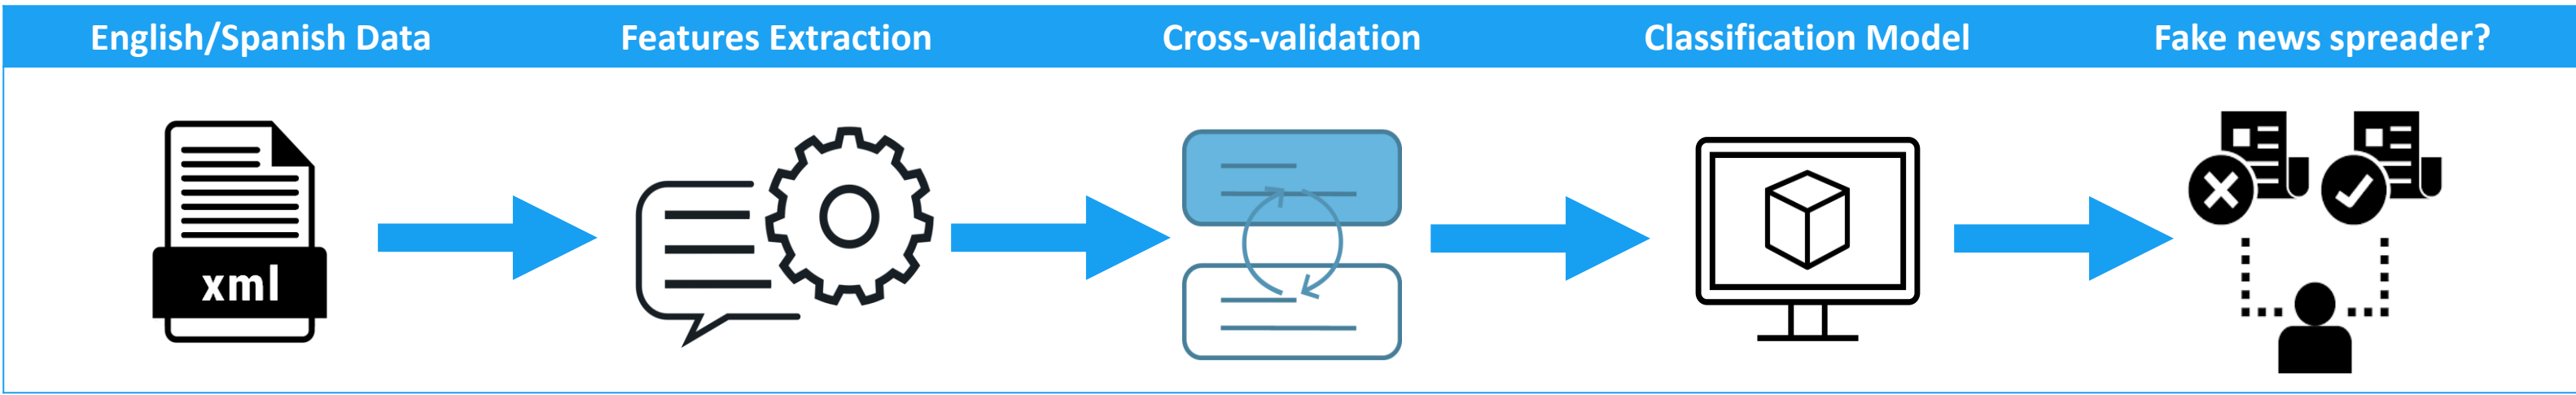 English/Spanish Data
Features Extraction
Cross-validation
Classification Model
Fake news spreader?
xml